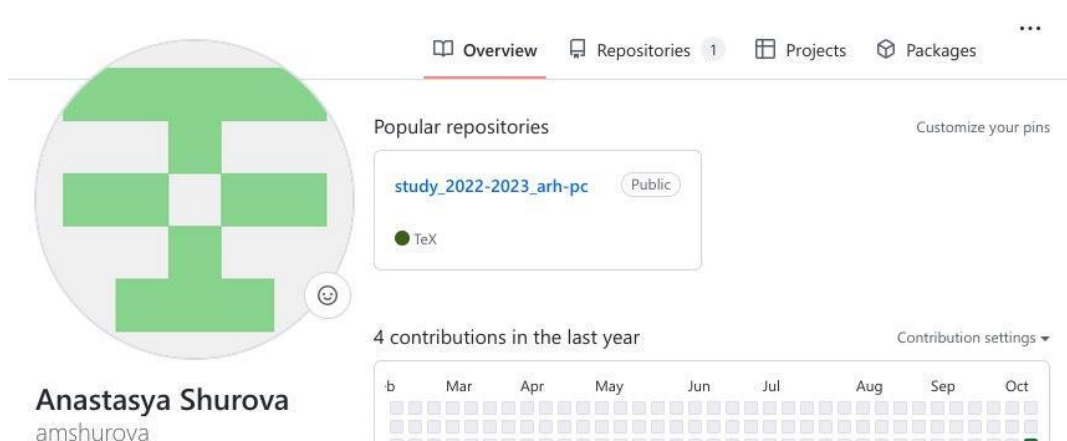 Overview Repositories 1 Projects Packages
Popular repositories Customize your pins
study_2022-2023_arh-pc Public
TeX
4 contributions in the last year Contribution settings
Mar Apr May Jun Jul Aug Sep Oct
Anastasya Shurova
amshurova